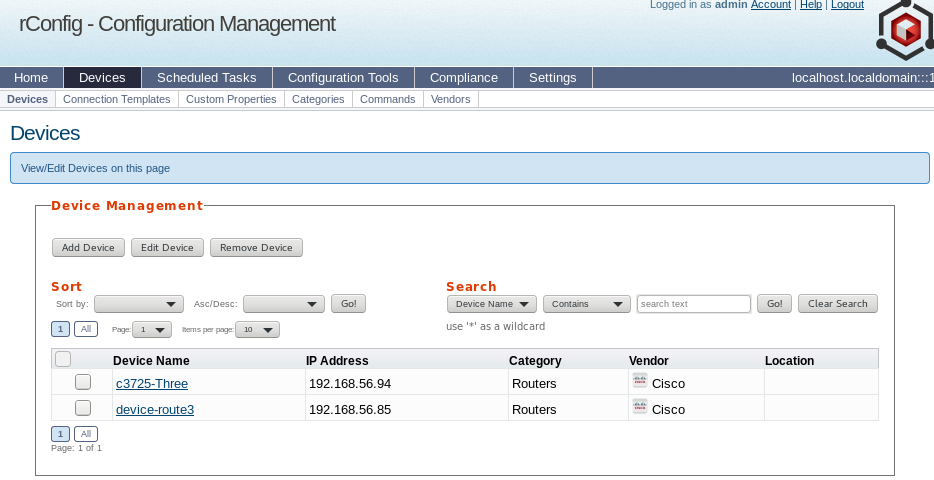 Logged in as admin Account | Help | Logout
rConfig - Configuration Management
Home Devices Scheduled Tasks Configuration Tools Compliance Settings localhost.localdomain:::1
Devices Connection Templates Custom Properties Categories Commands Vendors
Devices
View/Edit Devices on this page
Device Management
Add Device Edit Device Remove Device
Sort Search
Sort by: Asc/Desc: Go! Device Name Contains search text Go! Clear Search
1 All Page: 1 Items per page: 10 use '*' as a wildcard
Device Name IP Address Category Vendor Location
c3725-Three 192.168.56.94 Routers Cisco
device-route3 192.168.56.85 Routers Cisco
1 All
Page: 1 of 1